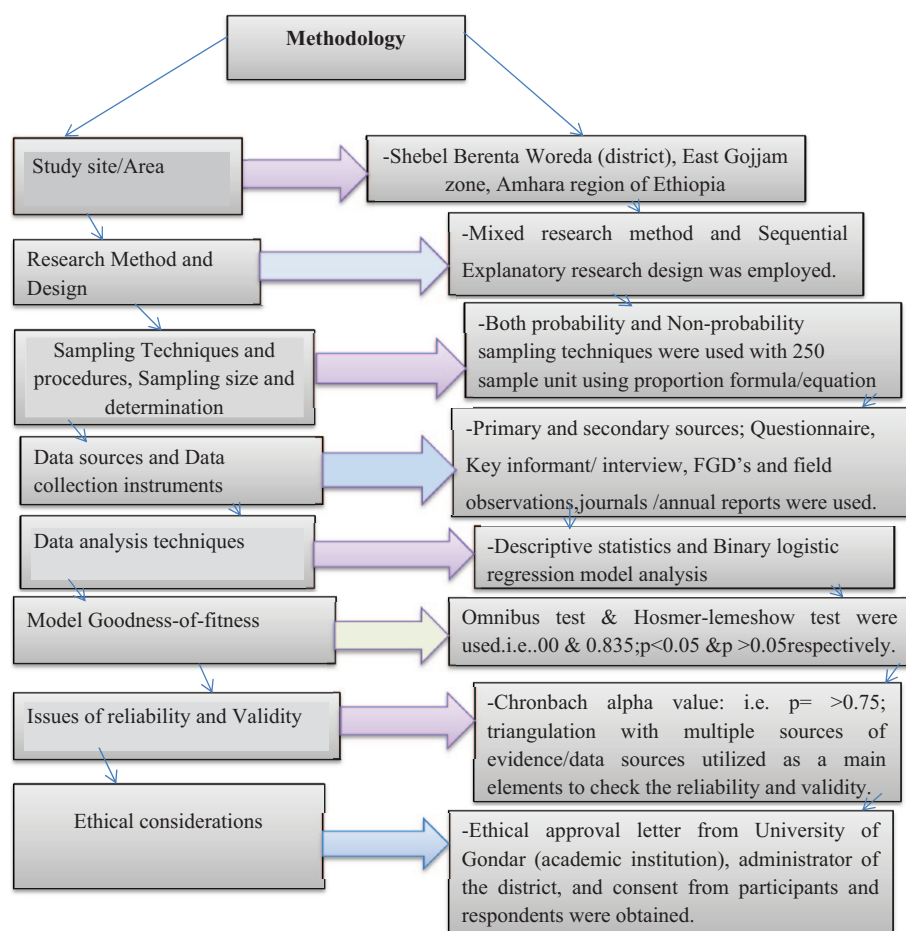 Methodology
Study site/Area
-Shebel Berenta Woreda (district), East Gojjam
zone, Amhara region of Ethiopia
Research Method and
Design
-Mixed research method and Sequential
Explanatory research design was employed.
Sampling Techniques and
procedures, Sampling size and
determination
-Both probability and Non-probability
sampling techniques were used with 250
sample unit using proportion formula/equation
Data sources and Data
collection instruments
-Primary and secondary sources; Questionnaire,
Key informant/ interview, FGD's and field
observations,journals /annual reports were used.
Data analysis techniques
-Descriptive statistics and Binary logistic
regression model analysis
Model Goodness-of-fitness
Omnibus test & Hosmer-lemeshow test were
used.i.e..00 & 0.835;p<0.05 &p >0.05respectively.
Issues of reliability and Validity
-Chronbach alpha value: i.e. p= >0.75;
triangulation with multiple sources of
evidence/data sources utilized as a main
elements to check the reliability and validity.
Ethical considerations
-Ethical approval letter from University of
Gondar (academic institution), administrator of
the district, and consent from participants and
respondents were obtained.